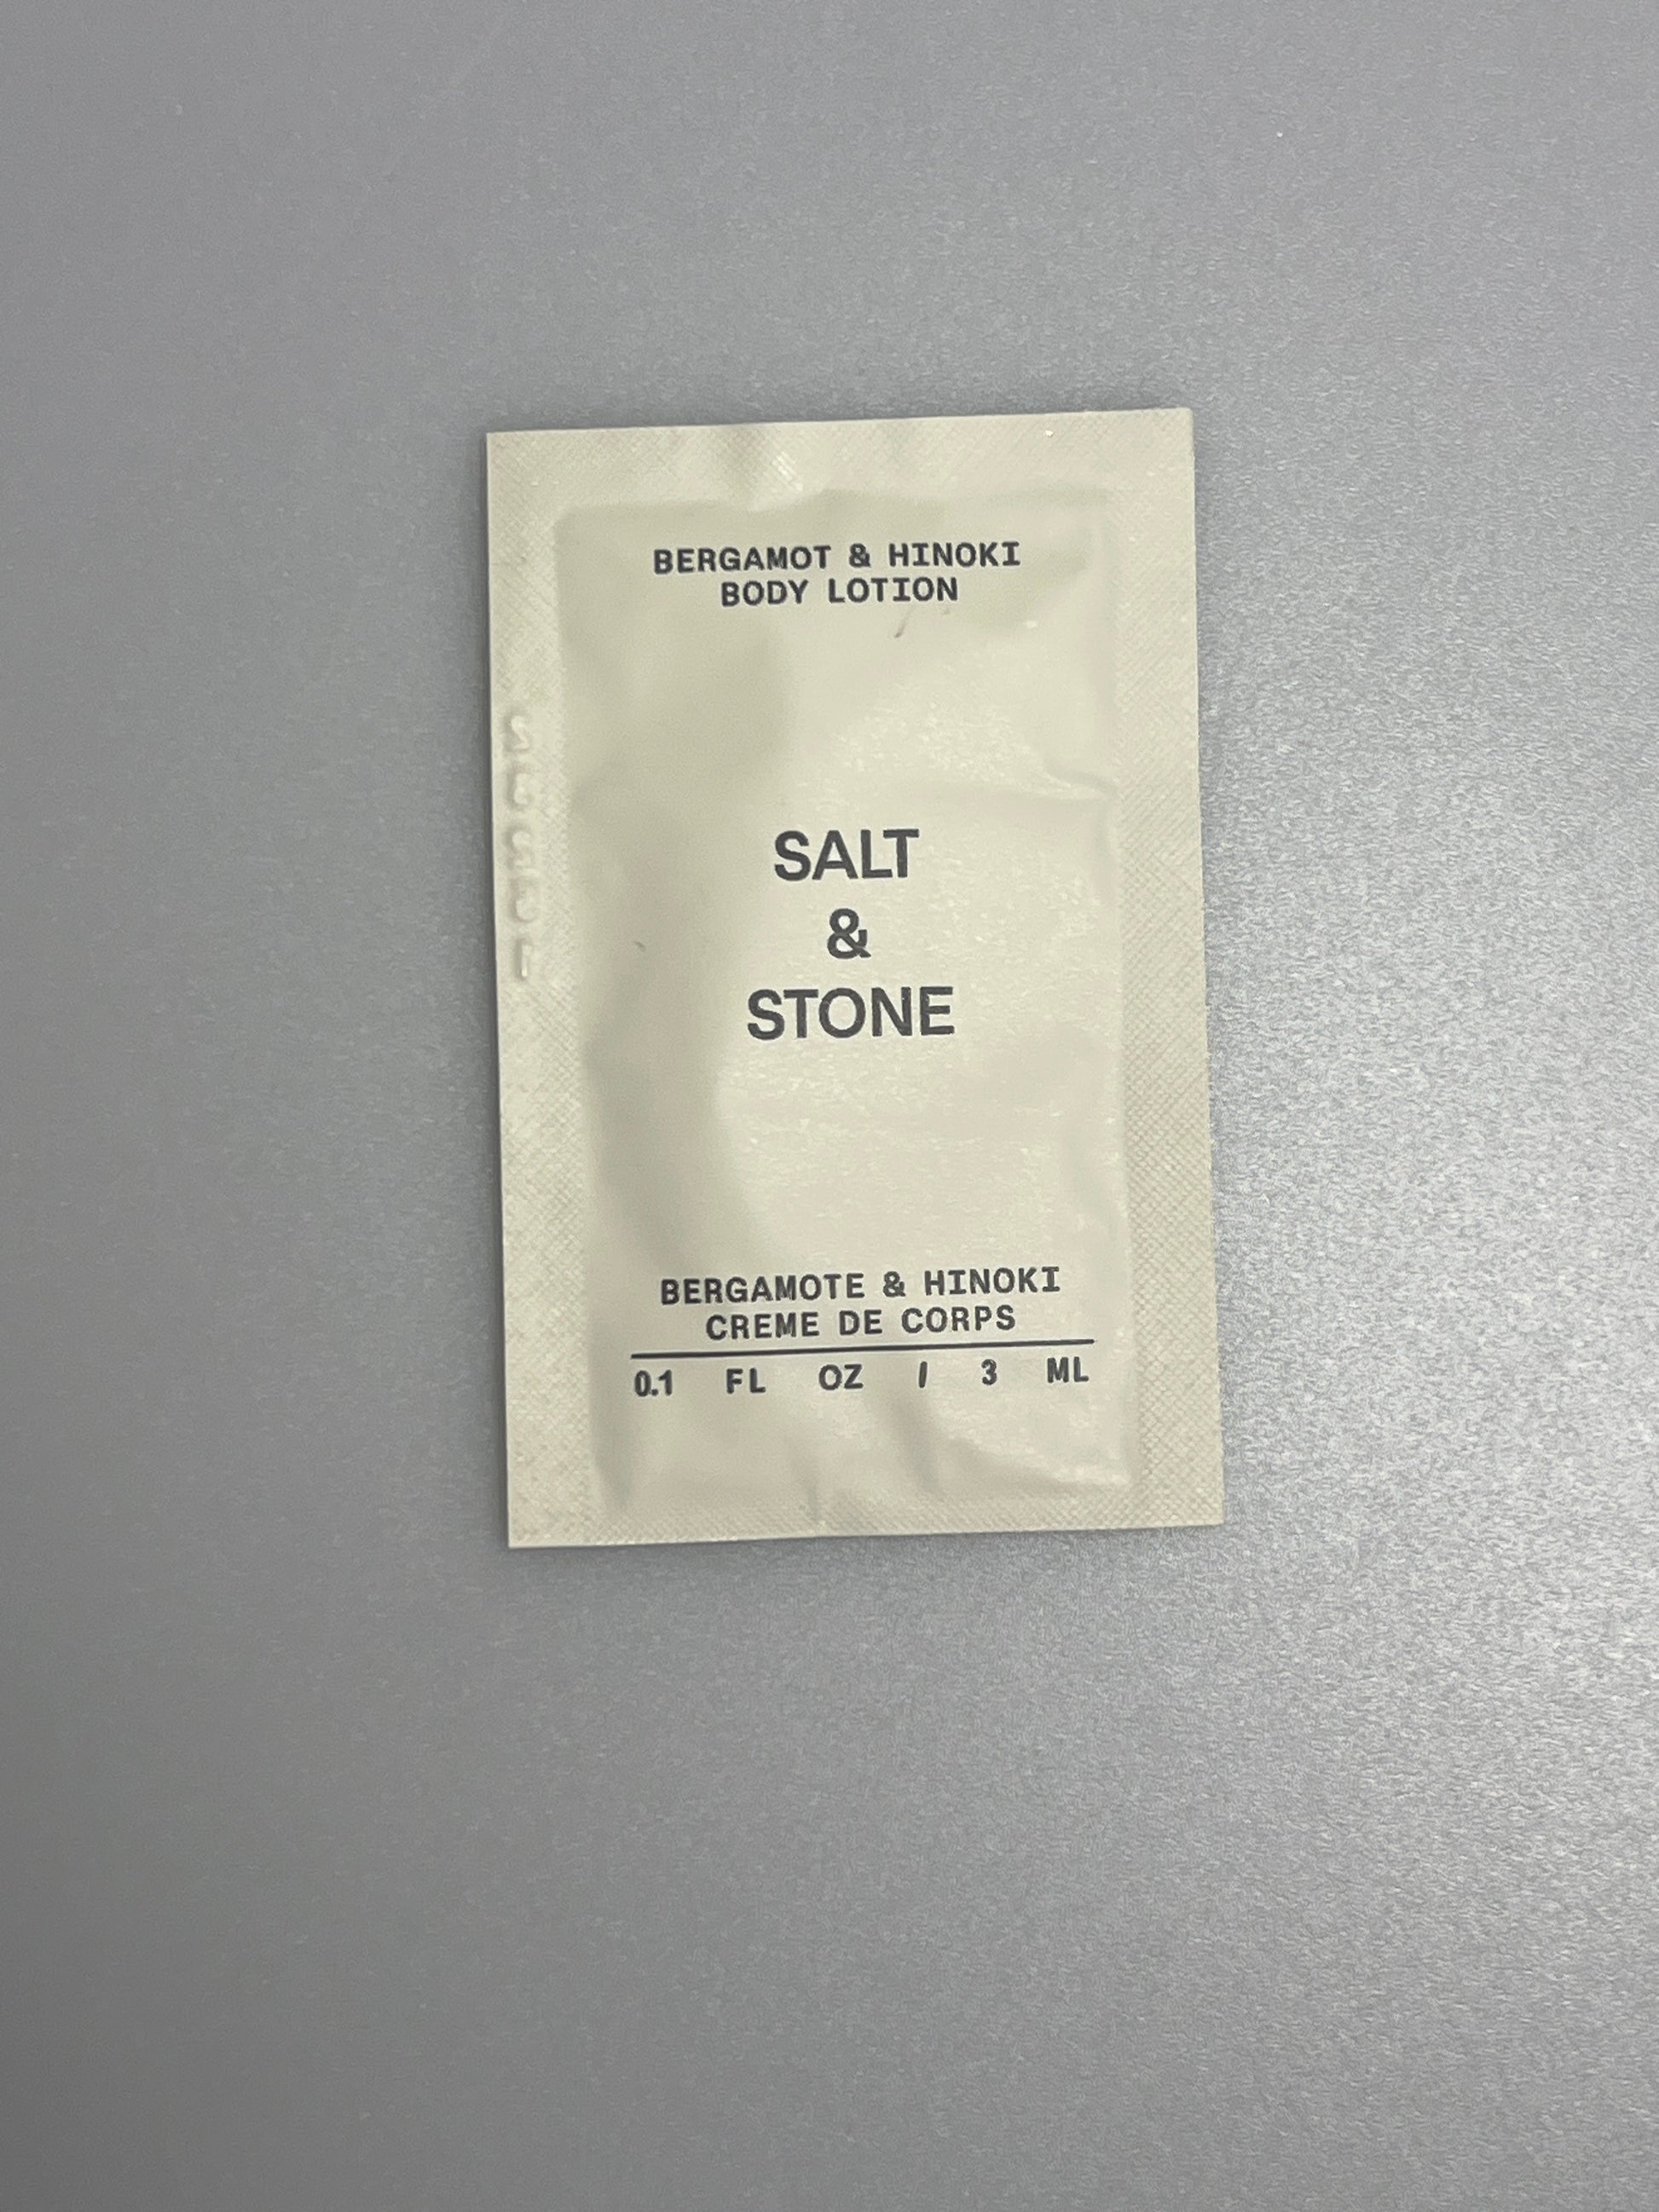 BERGAMOT & HINOKI
BODY LOTION
SALT
&
STONE
BERGAMOTE & HINOKI
CREME DE CORPS
0.1 FL OZ / 3 ML